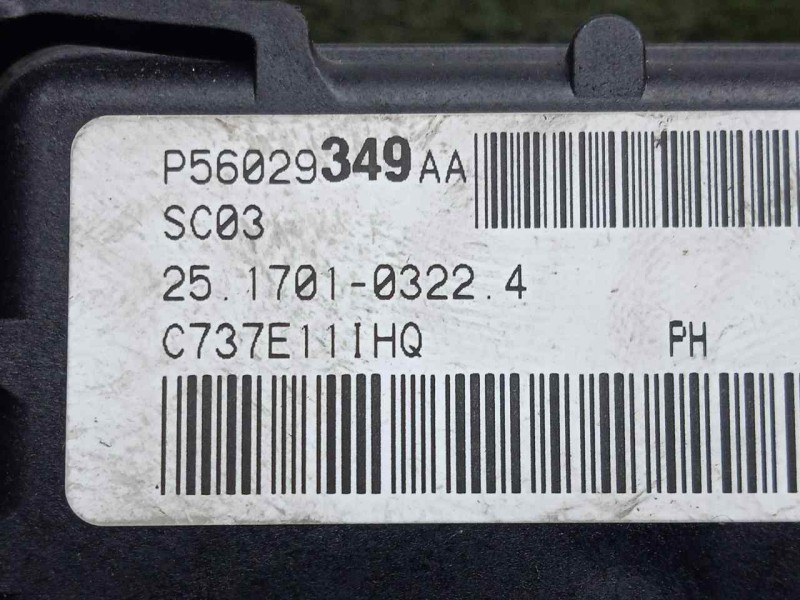 P56029349AA
SC03
25.1701-0322.4
C737E11IHQ PH